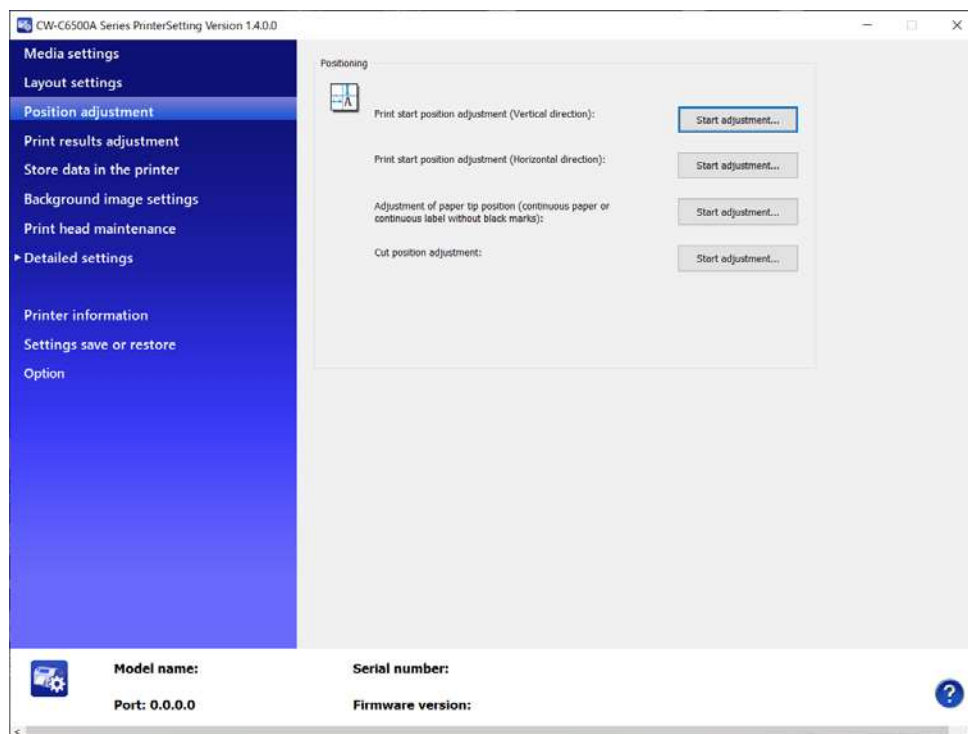 CW-C6500A Series PrinterSetting Version 1.4.0.0
Media settings
Layout settings
Position adjustment
Print results adjustment
Store data in the printer
Background image settings
Print head maintenance
Detailed settings
Printer information
Settings save or restore
Option
Positioning
Print start position adjustment (Vertical direction):
Start adjustment...
Print start position adjustment (Horizontal direction):
Start adjustment...
Adjustment of paper tip position (continuous paper or
continuous label without black marks):
Start adjustment...
Cut position adjustment:
Start adjustment...
Model name:
Serial number:
Port: 0.0.0.0
Firmware version: